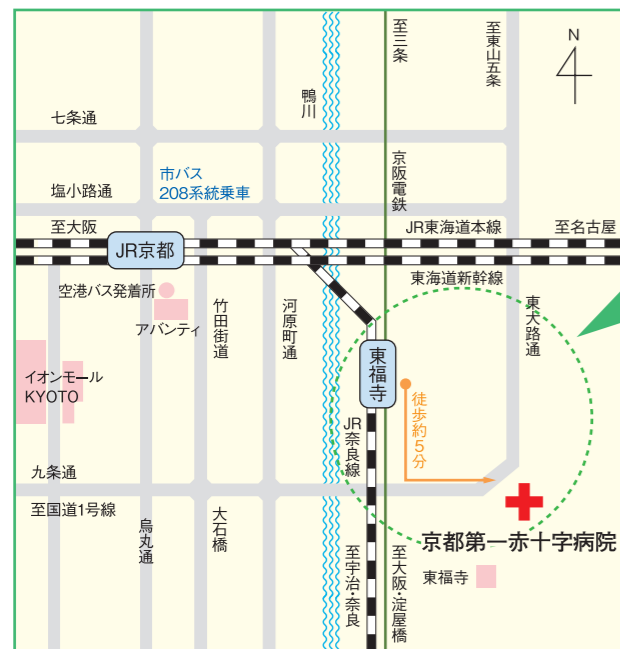 至三条
至東山五条
N
鴨川
七条通
京阪電鉄
市バス
208系統乗車
塩小路通
至大阪
JR東海道本線
至名古屋
JR京都
東海道新幹線
空港バス発着所
アバンティ
竹田街道
河原町通
東大路通
東福寺
イオンモール
KYOTO
徒歩約5分
JR奈良線
九条通
至国道1号線
烏丸通
大石橋
京都第一赤十字病院
至宇治・奈良
至大阪・淀屋橋
東福寺